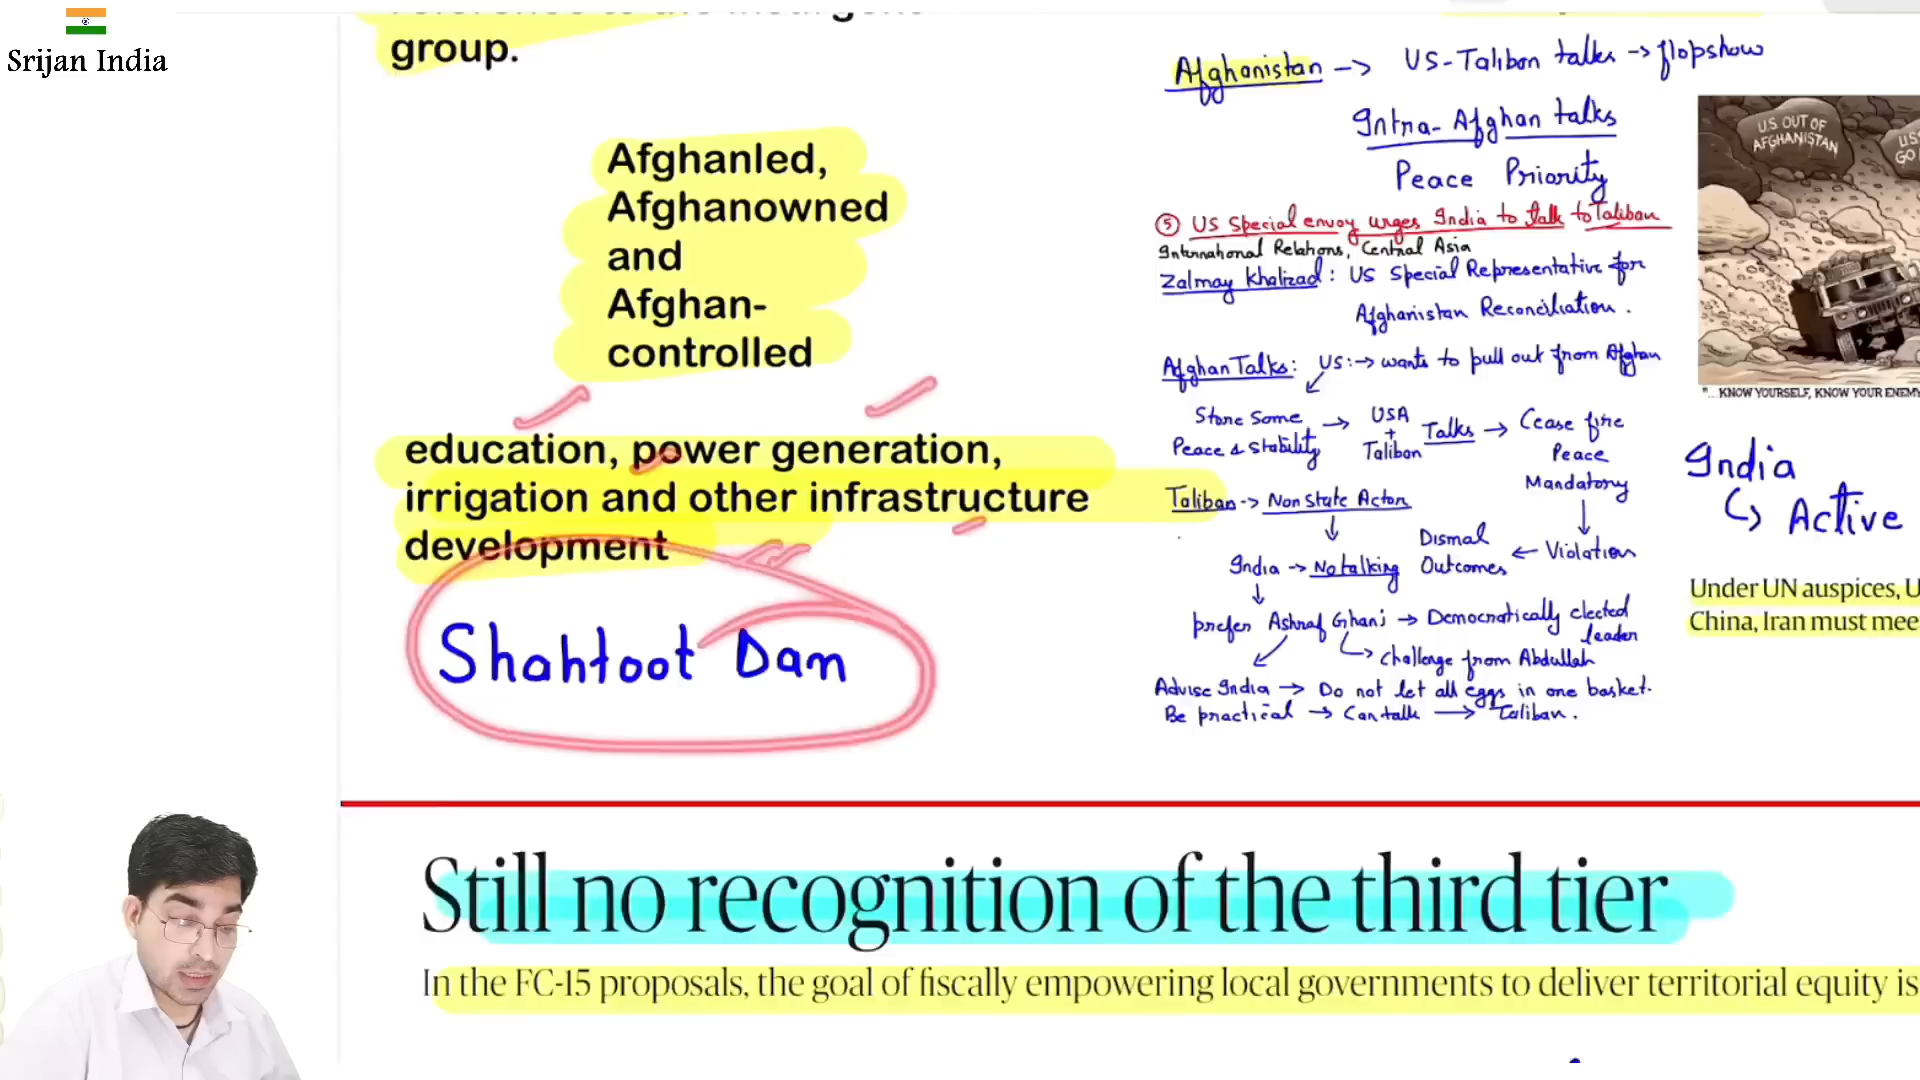 Srijan India
group.
Afghanled,
Afghanowned
and
Afghan-
controlled
education, power generation,
irrigation and other infrastructure
development
Shahtoot Dam
Afghanistan -> US-Taliban talks -> flopshow
Intra-Afghan talks
Peace Priority
⑤ US Special envoy urges India to talk to Taliban
International Relations, Central Asia
Zalmay Khalizad: US Special Representative for
Afghanistan Reconciliation.
Afghan Talks: US:-> wants to pull out from Afghan
Store Some -> USA Talks -> Cease fire
Peace & Stability + Peace
Taliban Mandatory
Taliban -> Non State Actor
India -> No talking Dismal Outcomes <- Violation
prefer Ashraf Ghani -> Democratically elected
leader
-> Challenge from Abdullah
Advise India -> Do not let all eggs in one basket.
Be practical -> Can talk -> Taliban.
U.S. OUT OF
AFGHANISTAN
US
GO
"...KNOW YOURSELF, KNOW YOUR ENEMY
India
Active
Under UN auspices, U
China, Iran must mee
Still no recognition of the third tier
In the FC-15 proposals, the goal of fiscally empowering local governments to deliver territorial equity is